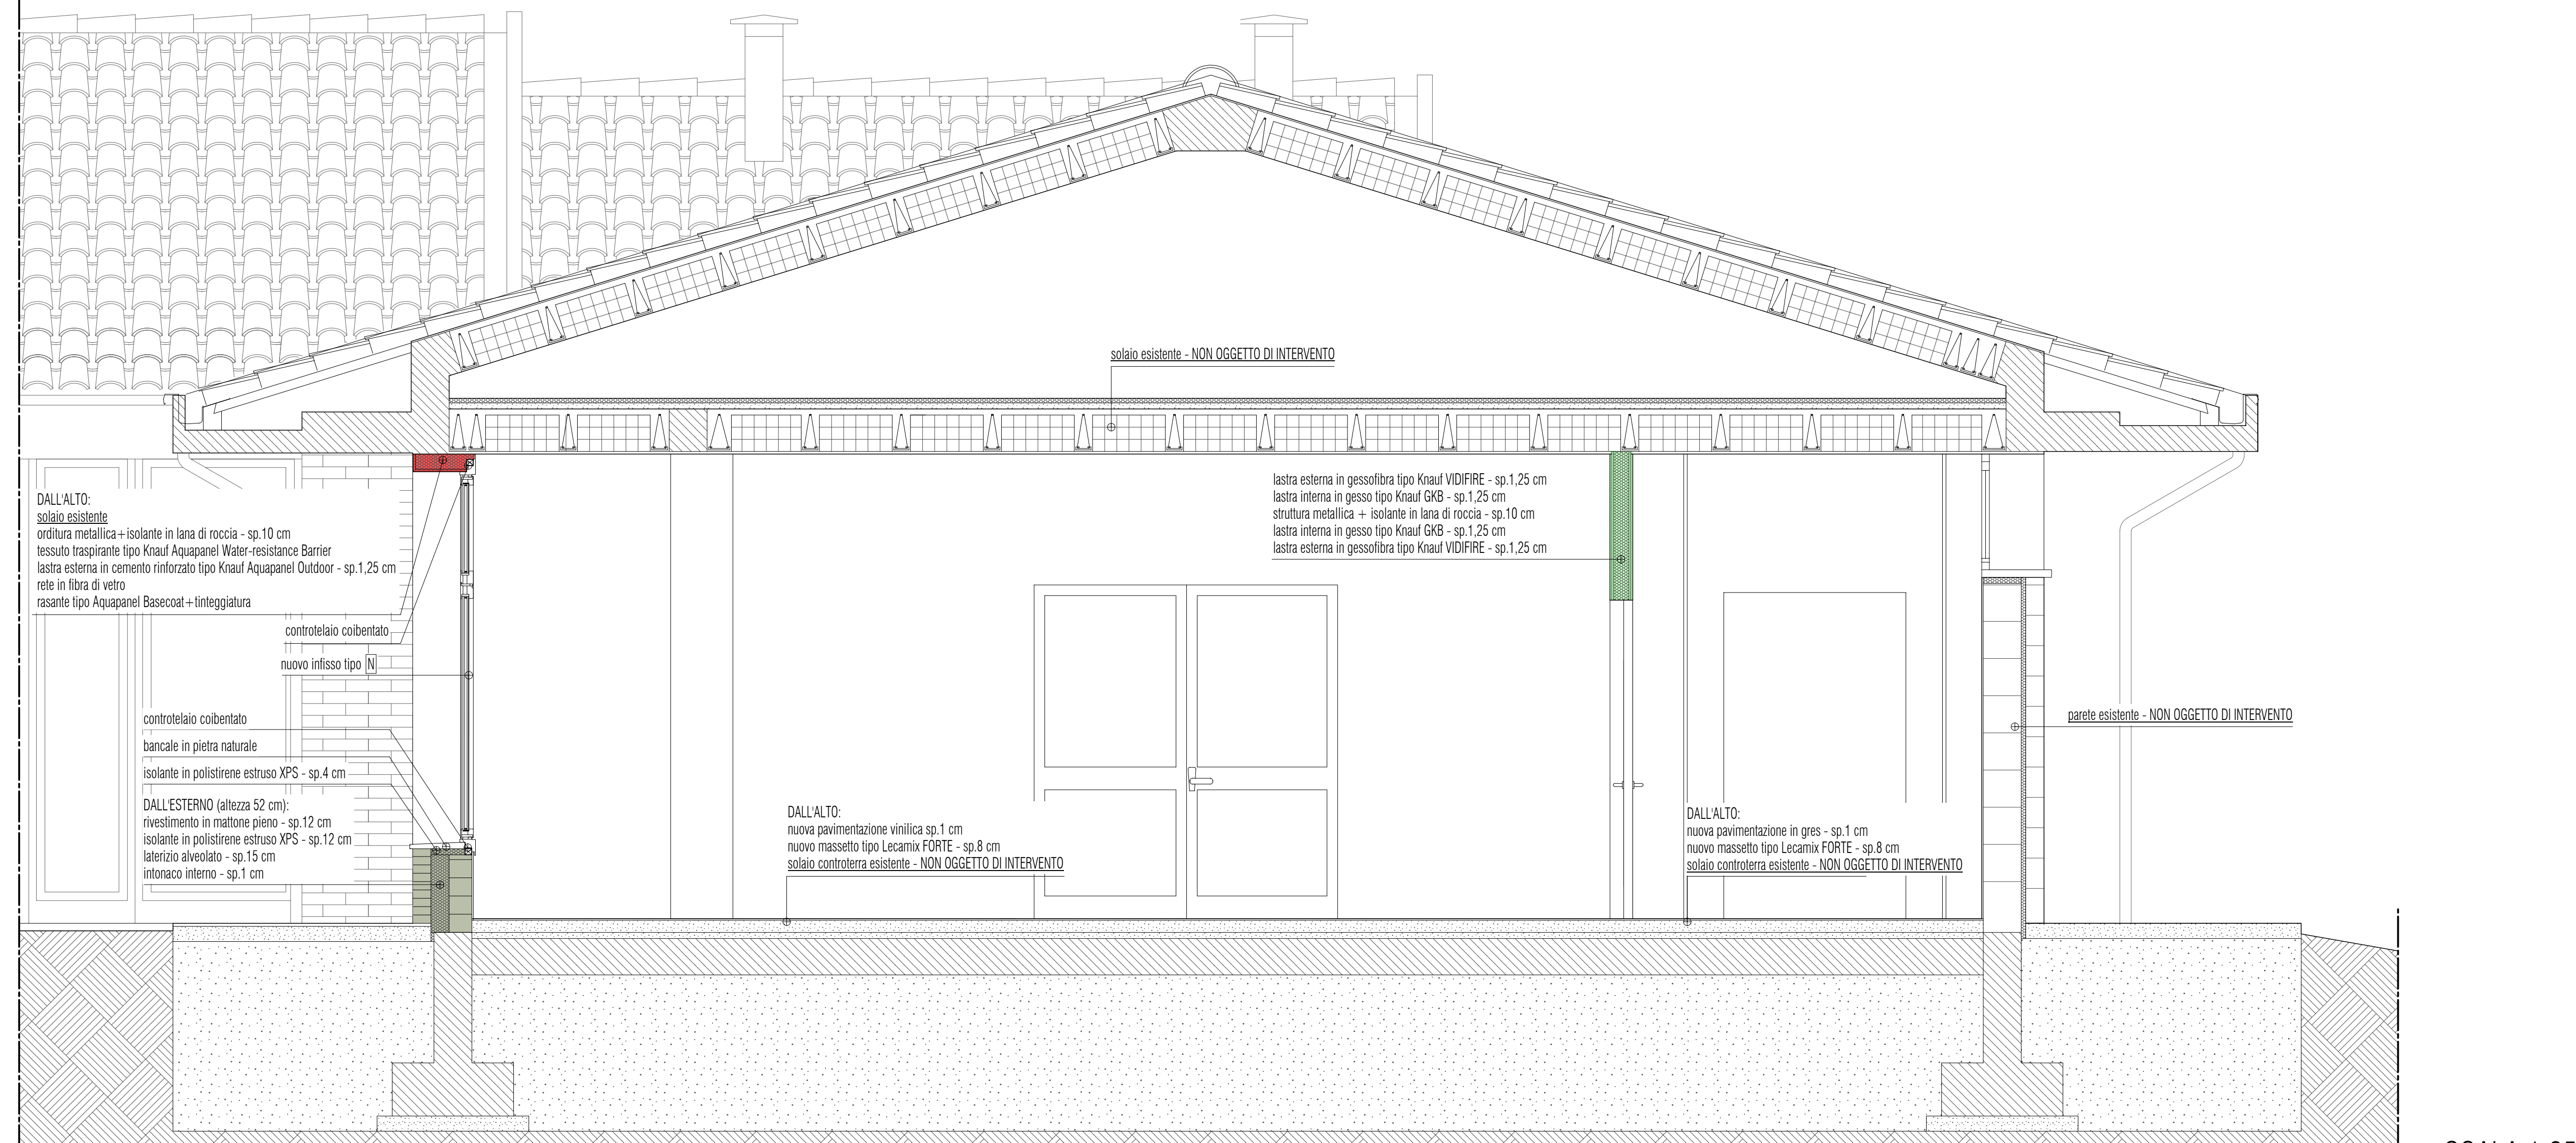 solaio esistente - NON OGGETTO DI INTERVENTO
DALL'ALTO:
solaio esistente
orditura metallica+isolante in lana di roccia - sp.10 cm
tessuto traspirante tipo Knauf Aquapanel Water-resistance Barrier
lastra esterna in cemento rinforzato tipo Knauf Aquapanel Outdoor - sp.1,25 cm
rete in fibra di vetro
rasante tipo Aquapanel Basecoat+tinteggiatura
controtelaio coibentato
nuovo infisso tipo N
controtelaio coibentato
bancale in pietra naturale
isolante in polistirene estruso XPS - sp.4 cm
DALL'ESTERNO (altezza 52 cm):
rivestimento in mattone pieno - sp.12 cm
isolante in polistirene estruso XPS - sp.12 cm
laterizio alveolato - sp.15 cm
intonaco interno - sp.1 cm
lastra esterna in gessofibra tipo Knauf VIDIFIRE - sp.1,25 cm
lastra interna in gesso tipo Knauf GKB - sp.1,25 cm
struttura metallica + isolante in lana di roccia - sp.10 cm
lastra interna in gesso tipo Knauf GKB - sp.1,25 cm
lastra esterna in gessofibra tipo Knauf VIDIFIRE - sp.1,25 cm
parete esistente - NON OGGETTO DI INTERVENTO
DALL'ALTO:
nuova pavimentazione vinilica sp.1 cm
nuovo massetto tipo Lecamix FORTE - sp.8 cm
solaio controterra esistente - NON OGGETTO DI INTERVENTO
DALL'ALTO:
nuova pavimentazione in gres - sp.1 cm
nuovo massetto tipo Lecamix FORTE - sp.8 cm
solaio controterra esistente - NON OGGETTO DI INTERVENTO